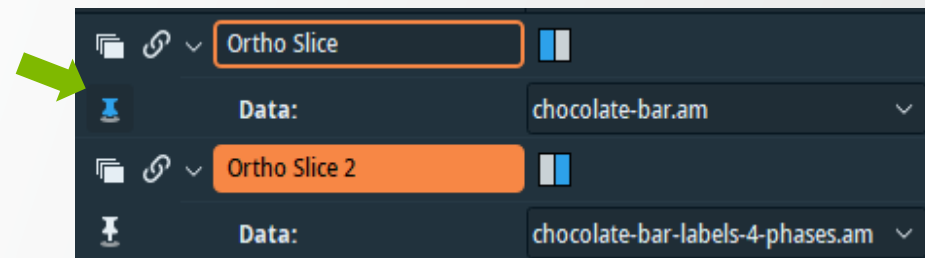 Ortho Slice
Data: chocolate-bar.am
Ortho Slice 2
Data: chocolate-bar-labels-4-phases.am